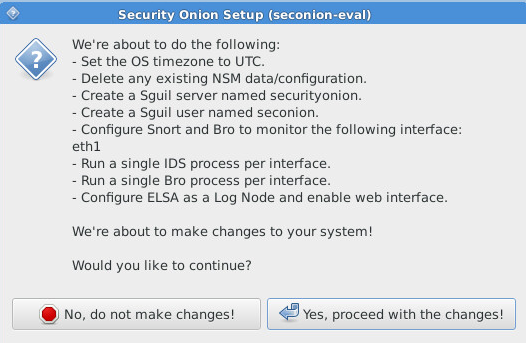 Security Onion Setup (seconion-eval)
We're about to do the following:
- Set the OS timezone to UTC.
- Delete any existing NSM data/configuration.
- Create a Sguil server named securityonion.
- Create a Sguil user named seconion.
- Configure Snort and Bro to monitor the following interface:
eth1
- Run a single IDS process per interface.
- Run a single Bro process per interface.
- Configure ELSA as a Log Node and enable web interface.
We're about to make changes to your system!
Would you like to continue?
No, do not make changes!
Yes, proceed with the changes!